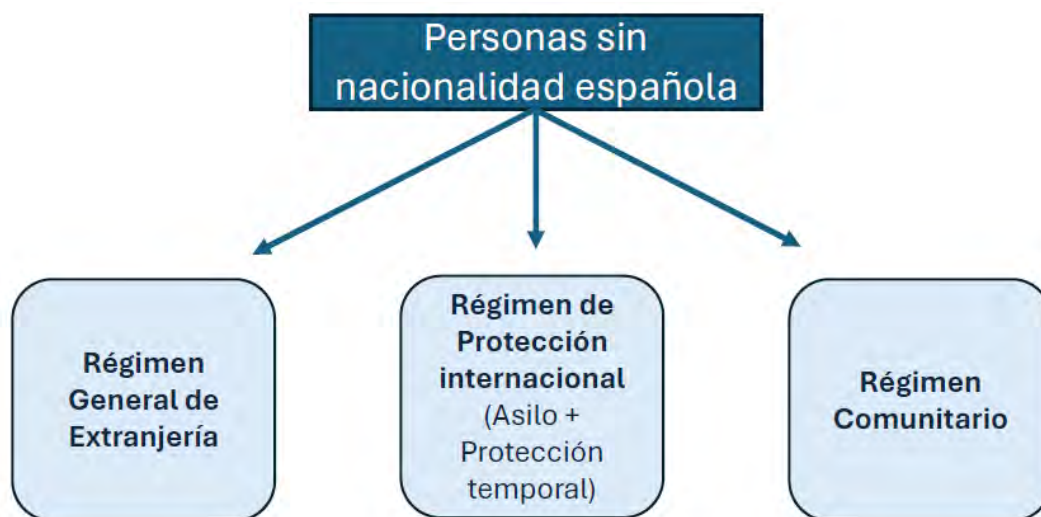 Personas sin
nacionalidad española
Régimen
General de
Extranjería
Régimen de
Protección
internacional
(Asilo +
Protección
temporal)
Régimen
Comunitario